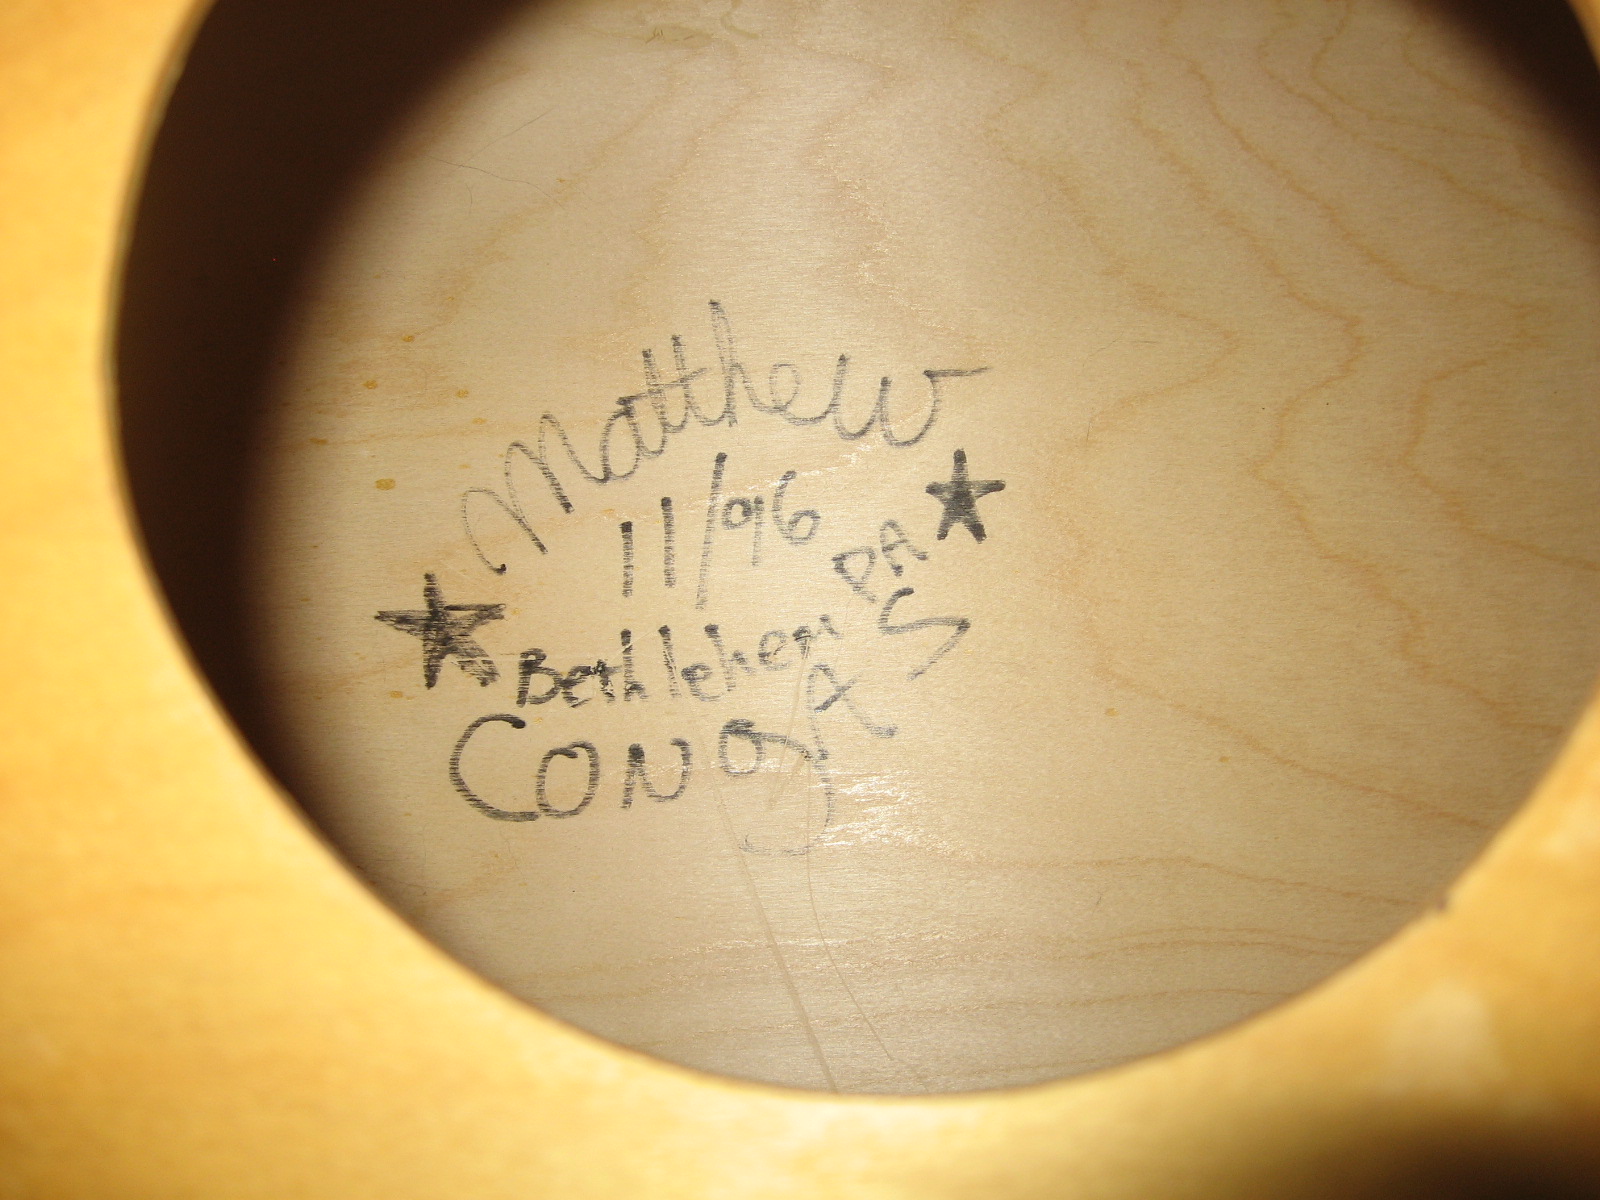 Matthew
11/96
Bethlehem PA
CONgAS